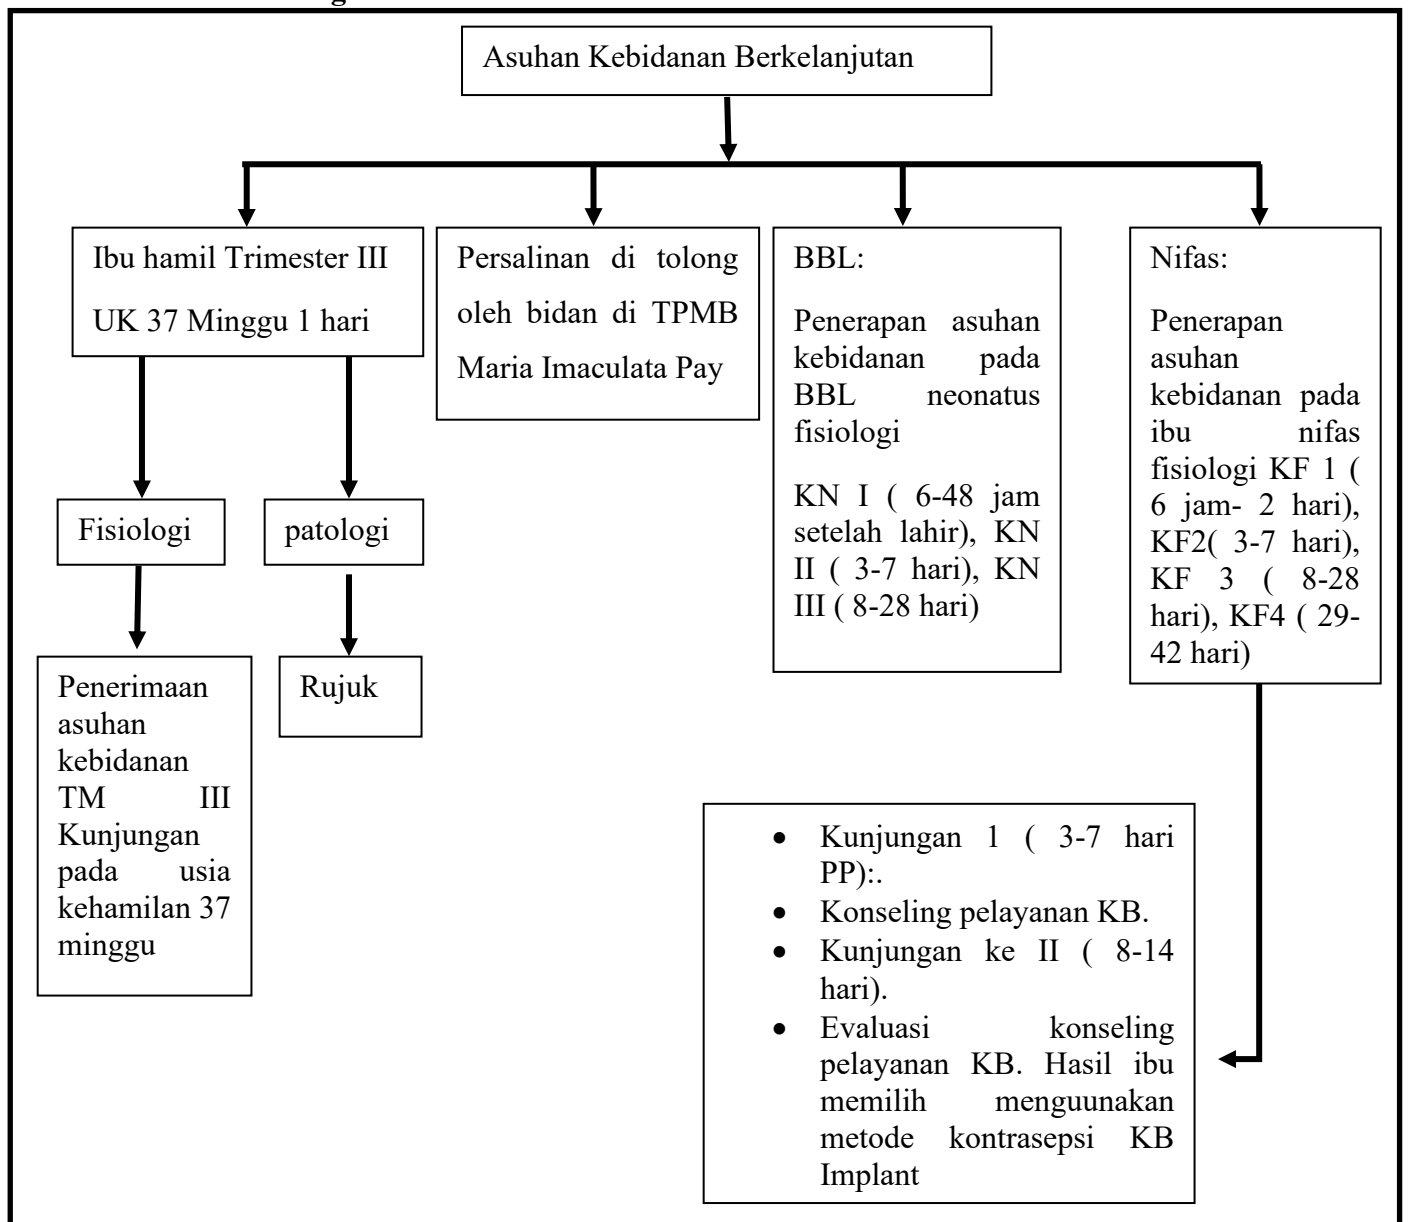 g
Asuhan Kebidanan Berkelanjutan
Ibu hamil Trimester III
UK 37 Minggu 1 hari
Persalinan di tolong
oleh bidan di TPMB
Maria Imaculata Pay
BBL:
Penerapan asuhan
kebidanan pada
BBL neonatus
fisiologi
KN I ( 6-48 jam
setelah lahir), KN
II ( 3-7 hari), KN
III ( 8-28 hari)
Nifas:
Penerapan
asuhan
kebidanan pada
ibu nifas
fisiologi KF 1 (
6 jam- 2 hari),
KF2( 3-7 hari),
KF 3 ( 8-28
hari), KF4 ( 29-
42 hari)
Fisiologi
patologi
Penerimaan
asuhan
kebidanan
TM III
Kunjungan
pada usia
kehamilan 37
minggu
Rujuk
• Kunjungan 1 ( 3-7 hari
PP):.
• Konseling pelayanan KB.
• Kunjungan ke II ( 8-14
hari).
• Evaluasi konseling
pelayanan KB. Hasil ibu
memilih menguunakan
metode kontrasepsi KB
Implant